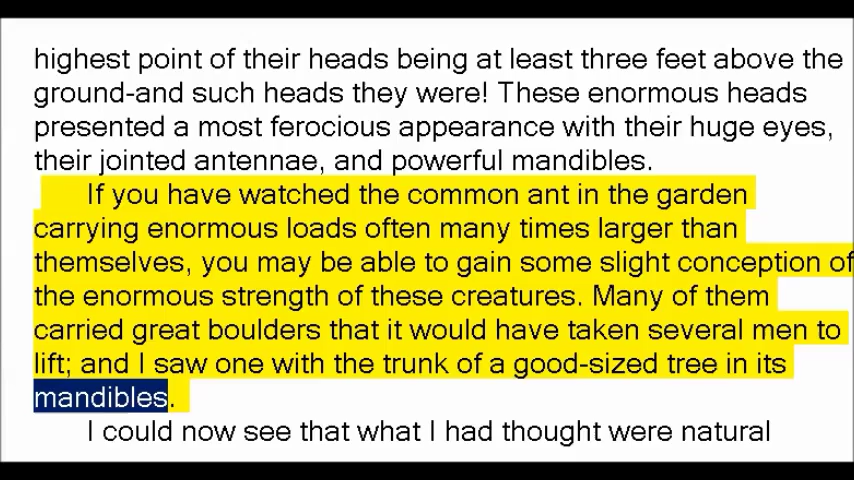 highest point of their heads being at least three feet above the
ground-and such heads they were! These enormous heads
presented a most ferocious appearance with their huge eyes,
their jointed antennae, and powerful mandibles.
If you have watched the common ant in the garden
carrying enormous loads often many times larger than
themselves, you may be able to gain some slight conception of
the enormous strength of these creatures. Many of them
carried great boulders that it would have taken several men to
lift; and I saw one with the trunk of a good-sized tree in its
mandibles.
I could now see that what I had thought were natural